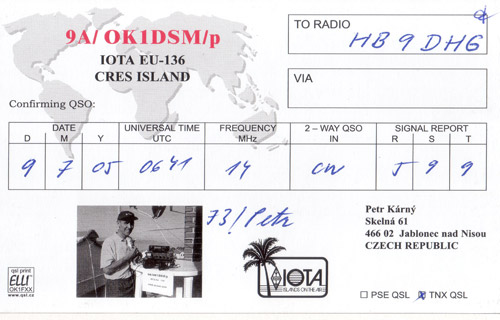 9A/OK1DSM/p
IOTA EU-136
CRES ISLAND
TO RADIO
HB9DHG
VIA
Confirming QSO:
DATE UNIVERSAL TIME FREQUENCY 2 – WAY QSO SIGNAL REPORT
D M Y UTC MHz IN R S T
9 7 05 0641 14 CW 5 9 9
73! Petr
Petr Kárný
Skelná 61
466 02 Jablonec nad Nisou
CZECH REPUBLIC
qsl print
OK1FXX
www.qsl.cz
IOTA
ISLANDS ON THE AIR
PSE QSL TNX QSL